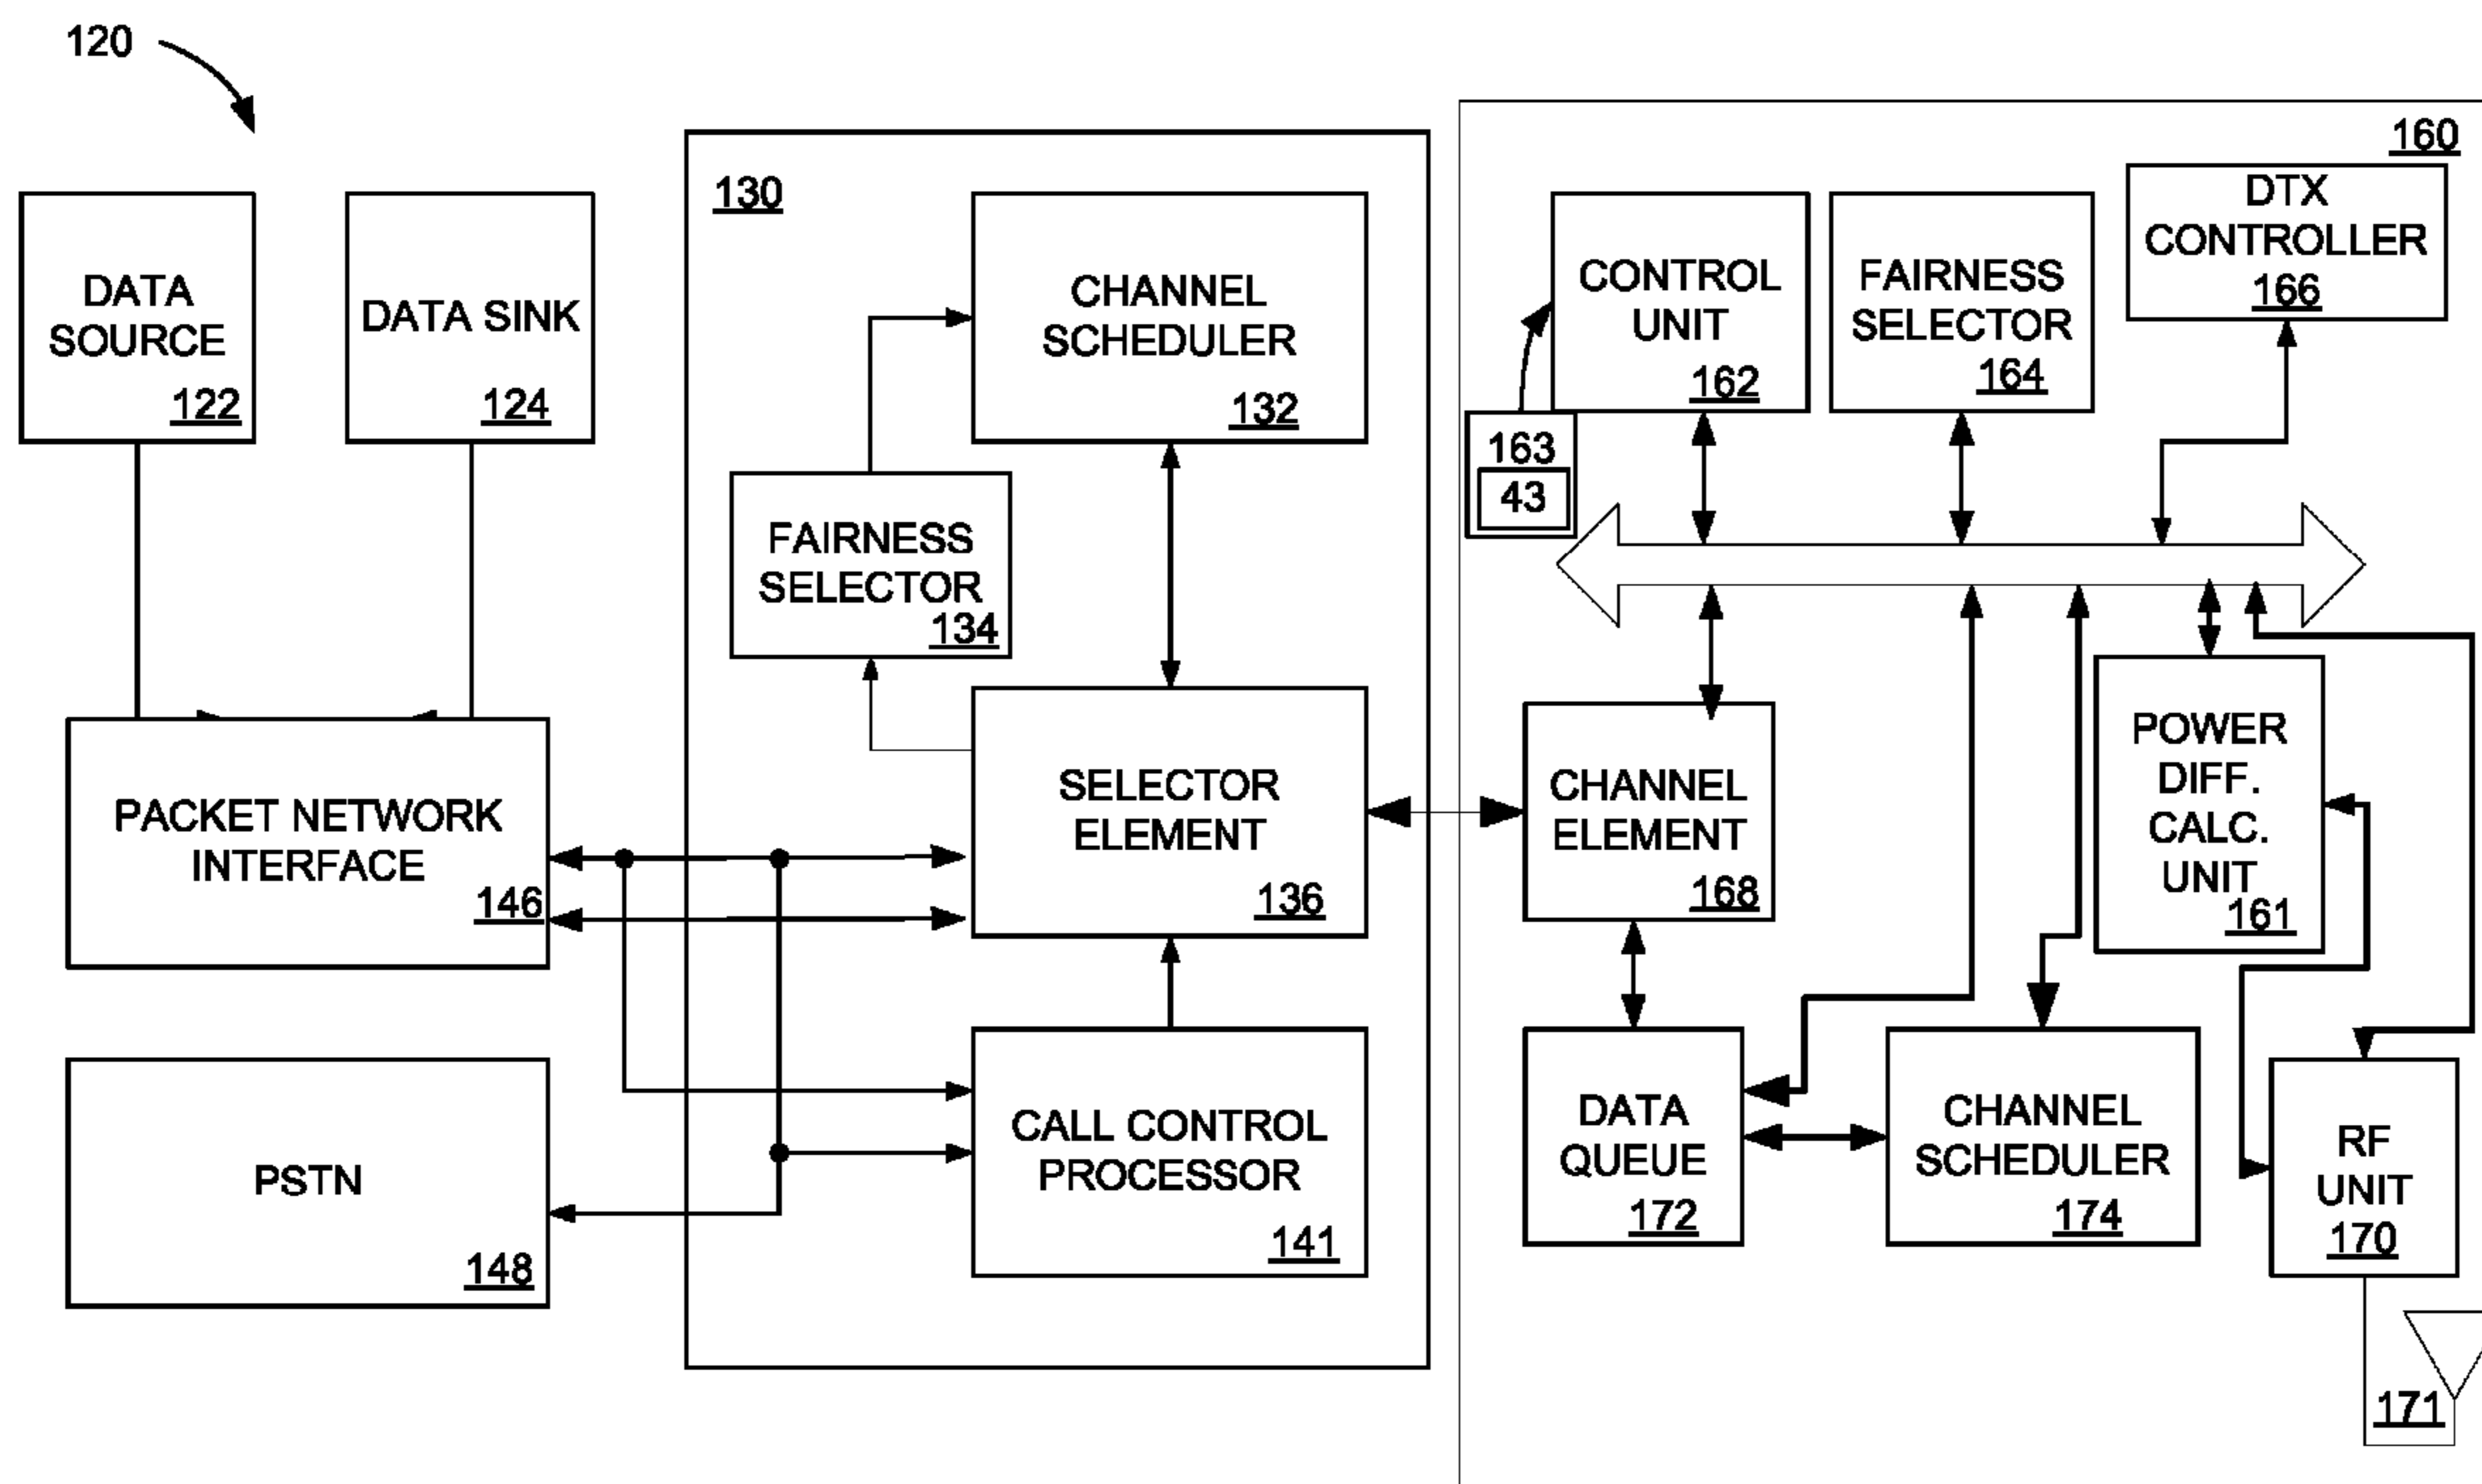 120
DATA
SOURCE
122
DATA SINK
124
PACKET NETWORK
INTERFACE
146
PSTN
148
130
CHANNEL
SCHEDULER
132
FAIRNESS
SELECTOR
134
SELECTOR
ELEMENT
136
CALL CONTROL
PROCESSOR
141
160
CONTROL
UNIT
162
163
43
FAIRNESS
SELECTOR
164
DTX
CONTROLLER
166
CHANNEL
ELEMENT
168
POWER
DIFF.
CALC.
UNIT
161
DATA
QUEUE
172
CHANNEL
SCHEDULER
174
RF
UNIT
170
171